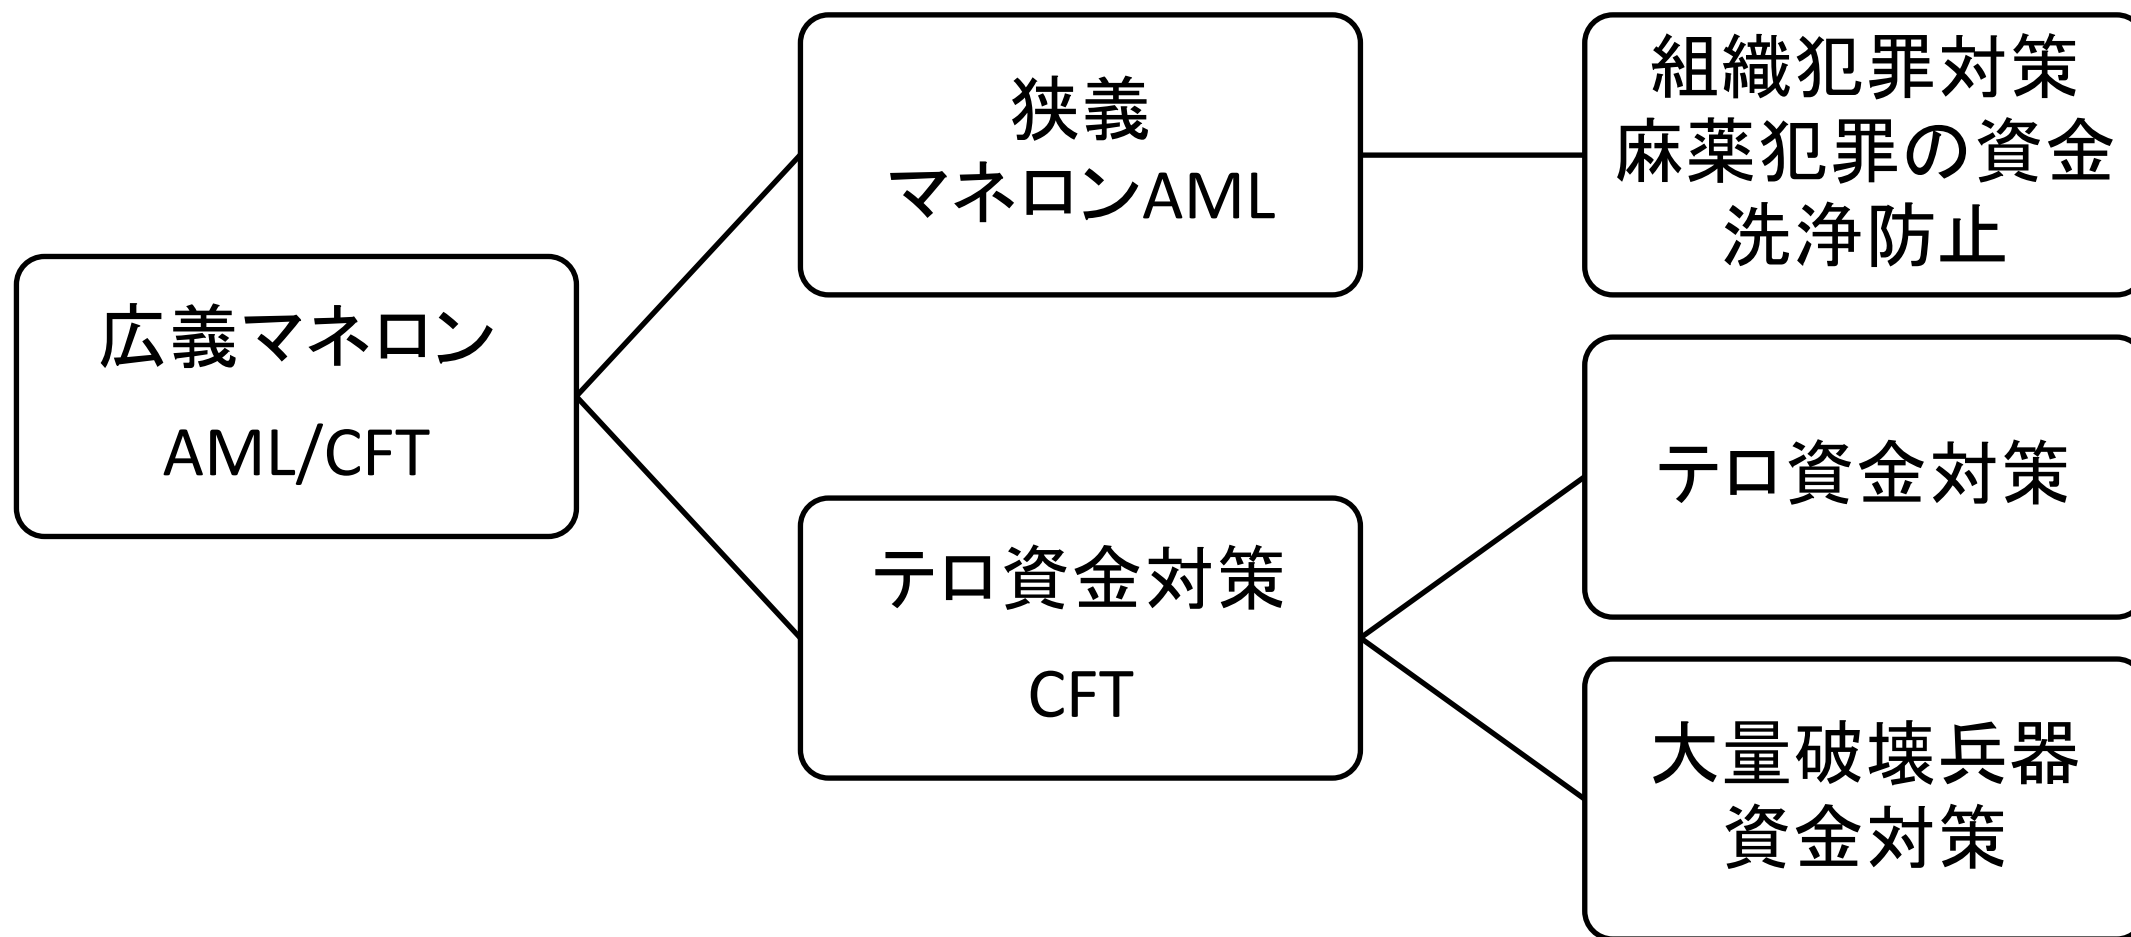 広義マネロン
AML/CFT
狭義
マネロンAML
テロ資金対策
CFT
組織犯罪対策
麻薬犯罪の資金
洗浄防止
テロ資金対策
大量破壊兵器
資金対策